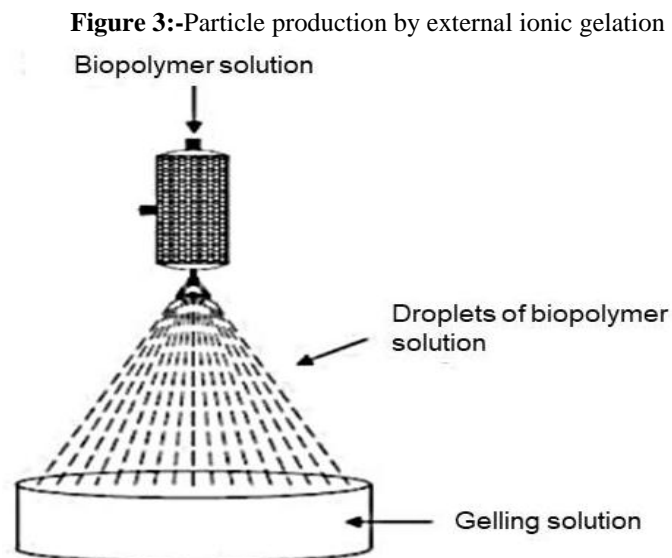 Figure 3:-Particle production by external ionic gelation
Biopolymer solution
Droplets of biopolymer
solution
Gelling solution